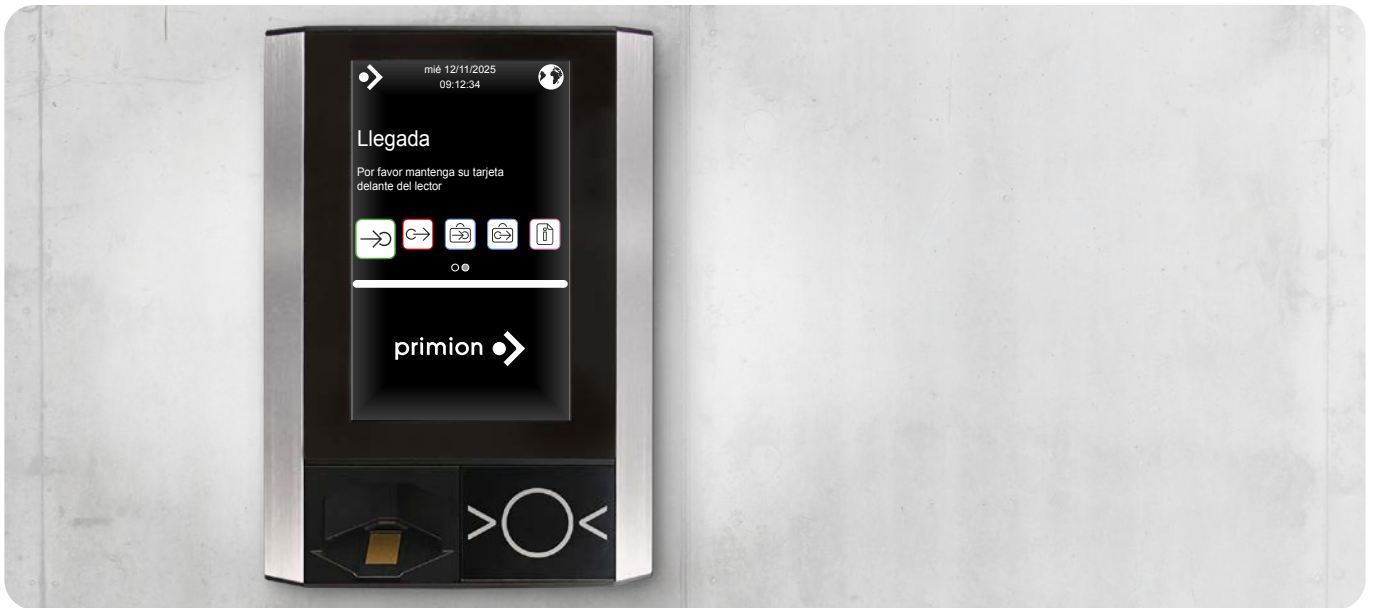 mié 12/11/2025
09:12:34
Llegada
Por favor mantenga su tarjeta
delante del lector
primion